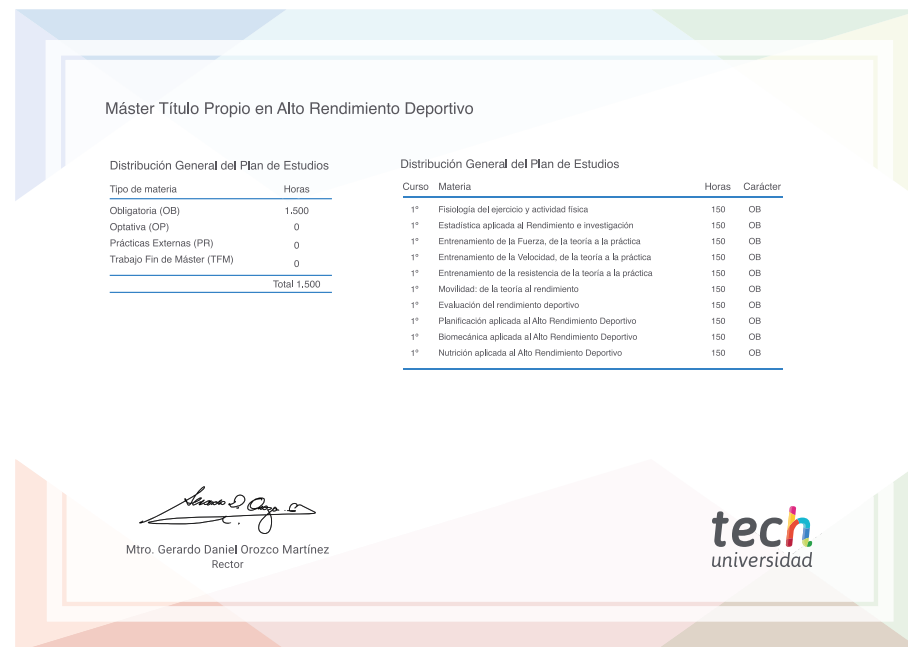 Máster Título Propio en Alto Rendimiento Deportivo
Distribución General del Plan de Estudios
Tipo de materia Horas
Obligatoria (OB) 1.500
Optativa (OP) 0
Prácticas Externas (PR) 0
Trabajo Fin de Máster (TFM) 0
Total 1.500
Distribución General del Plan de Estudios
Curso Materia Horas Carácter
1º Fisiología del ejercicio y actividad física 150 OB
1º Estadística aplicada al Rendimiento e investigación 150 OB
1º Entrenamiento de la Fuerza, de la teoría a la práctica 150 OB
1º Entrenamiento de la Velocidad, de la teoría a la práctica 150 OB
1º Entrenamiento de la resistencia de la teoría a la práctica 150 OB
1º Movilidad: de la teoría al rendimiento 150 OB
1º Evaluación del rendimiento deportivo 150 OB
1º Planificación aplicada al Alto Rendimiento Deportivo 150 OB
1º Biomecánica aplicada al Alto Rendimiento Deportivo 150 OB
1º Nutrición aplicada al Alto Rendimiento Deportivo 150 OB
Mtro. Gerardo Daniel Orozco Martínez
Rector
tech
universidad